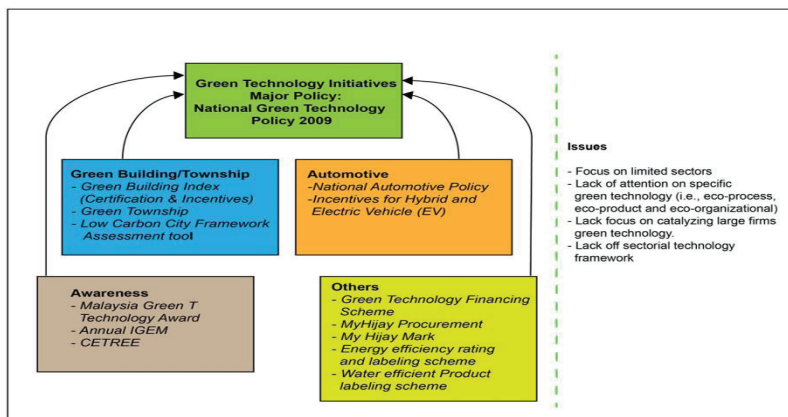 Green Technology Initiatives
Major Policy:
National Green Technology
Policy 2009
Green Building/Township
- Green Building Index
(Certification & Incentives)
- Green Township
- Low Carbon City Framework
Assessment tool
Automotive
-National Automotive Policy
-Incentives for Hybrid and
Electric Vehicle (EV)
Awareness
- Malaysia Green T
Technology Award
- Annual IGEM
- CETREE
Others
- Green Technology Financing
Scheme
- MyHijay Procurement
- My Hijay Mark
- Energy efficiency rating
and labeling scheme
- Water efficient Product
labeling scheme
Issues
- Focus on limited sectors
- Lack of attention on specific
green technology (i.e., eco-process,
eco-product and eco-organizational)
- Lack focus on catalyzing large firms
green technology.
- Lack off sectorial technology
framework